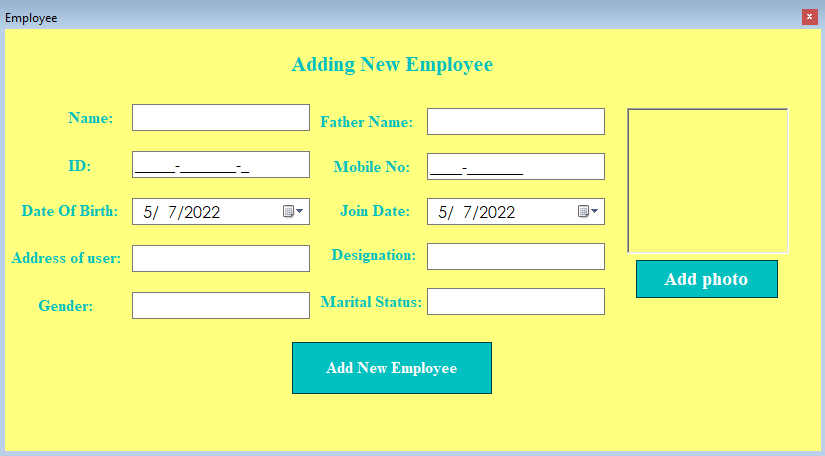 Employee
x
Adding New Employee
Name:
Father Name:
ID: _____-_______-_
Mobile No: ____-_______
Date Of Birth: 5/ 7/2022
Join Date: 5/ 7/2022
Address of user:
Designation:
Gender:
Marital Status:
Add photo
Add New Employee